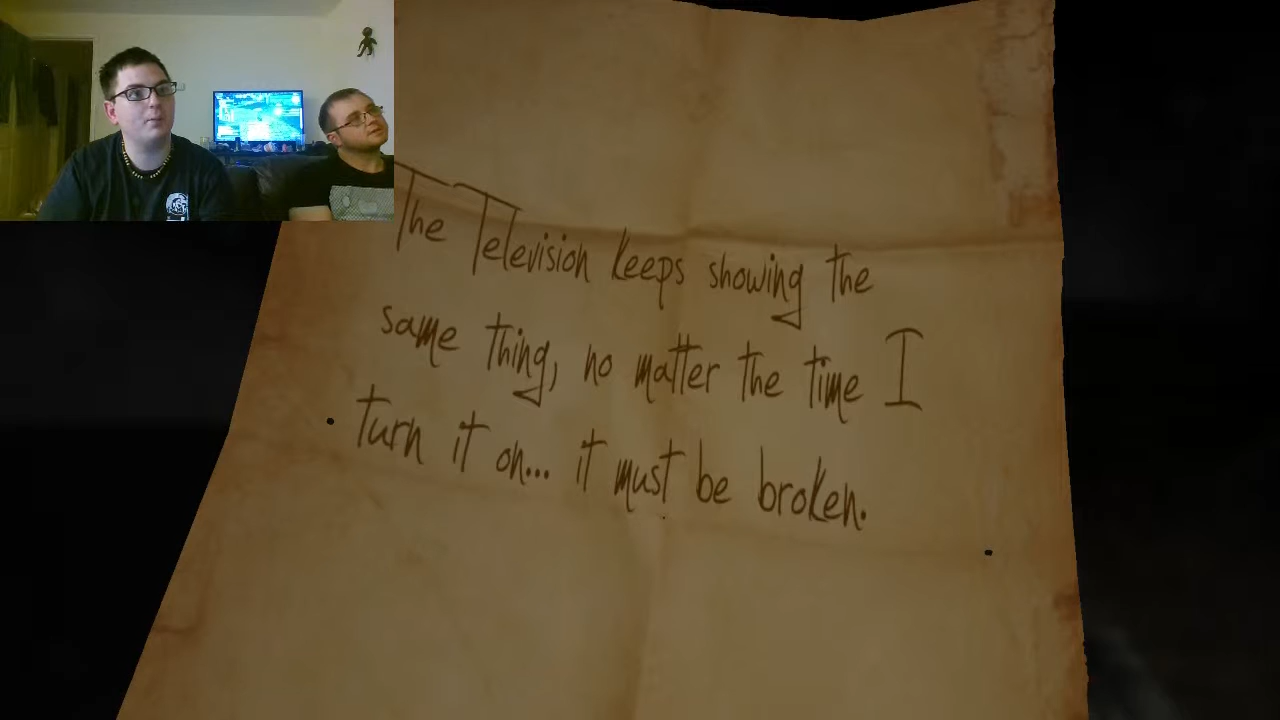 The Television keeps showing the
same thing, no matter the time I
turn it on... it must be broken.